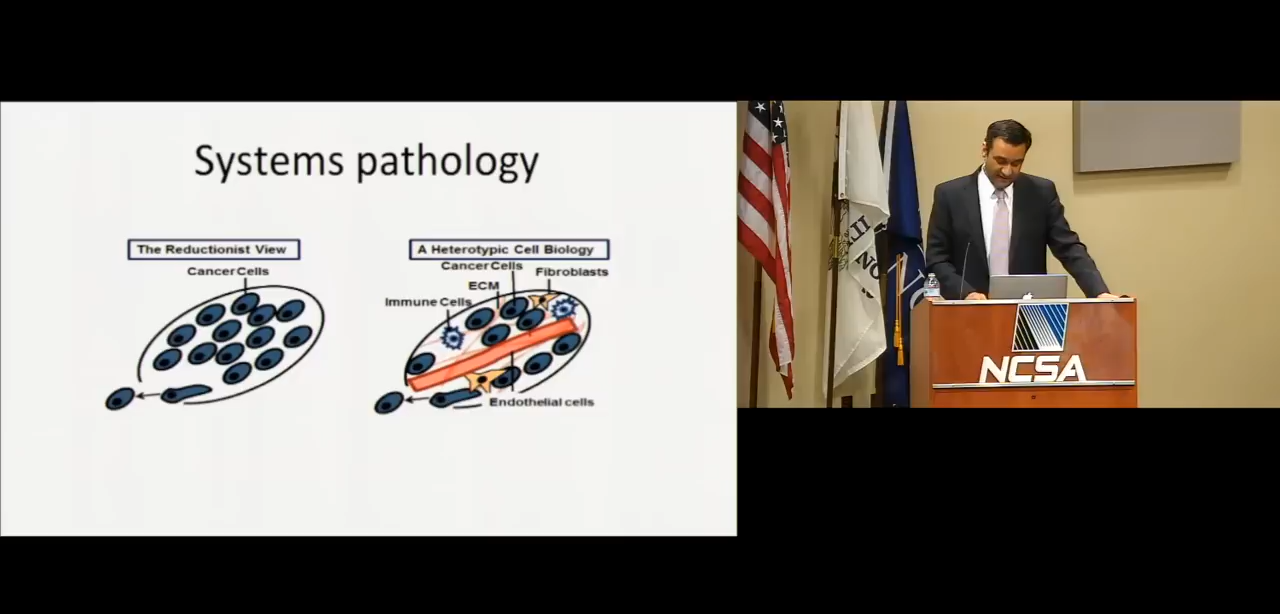 Systems pathology
The Reductionist View
Cancer Cells
A Heterotypic Cell Biology
Cancer Cells
Fibroblasts
ECM
Immune Cells
Endothelial cells
NCSA